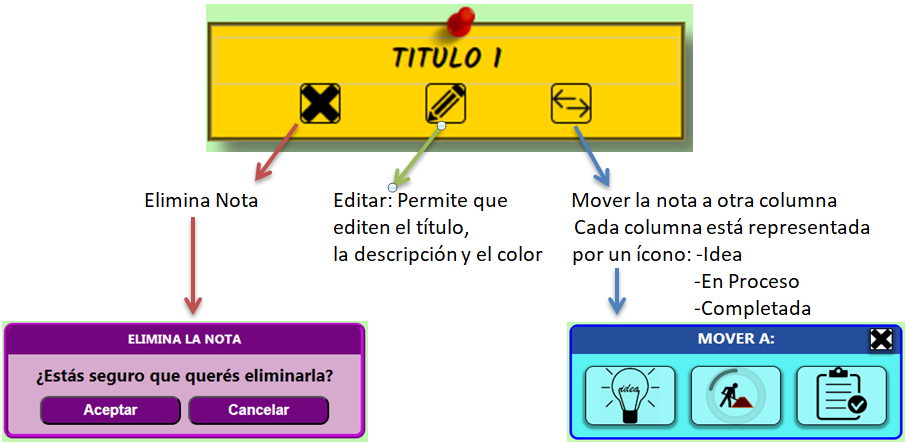 TITULO 1
Elimina Nota
Editar: Permite que
editen el título,
la descripción y el color
Mover la nota a otra columna
Cada columna está representada
por un ícono: -Idea
-En Proceso
-Completada
ELIMINA LA NOTA
¿Estás seguro que querés eliminarla?
Aceptar
Cancelar
MOVER A:
idea